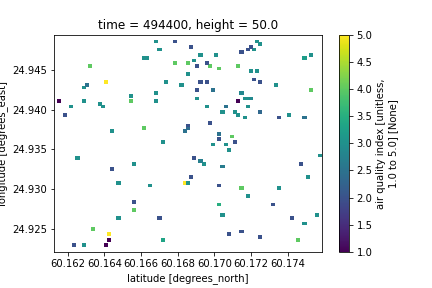 time = 494400, height = 50.0
24.945
24.940
24.935
24.930
24.925
longitude [degrees_east]
60.162 60.164 60.166 60.168 60.170 60.172 60.174
latitude [degrees_north]
5.0
4.5
4.0
3.5
3.0
2.5
2.0
1.5
1.0
air quality index [unitless,
1.0 to 5.0] [None]